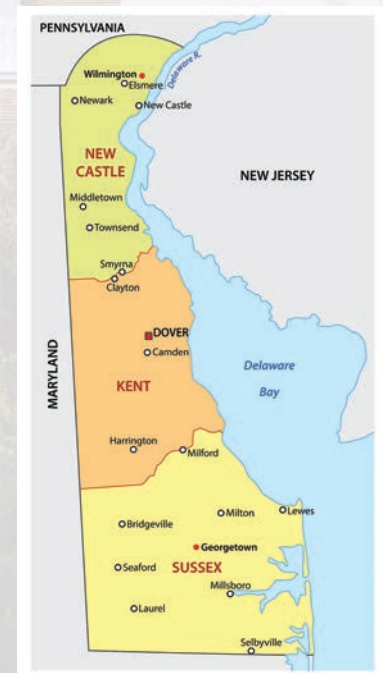 PENNSYLVANIA
Wilmington
Elsmere
Delaware R.
Newark
New Castle
NEW
CASTLE
NEW JERSEY
Middletown
Townsend
Smyrna
Clayton
DOVER
Camden
Delaware
Bay
MARYLAND
KENT
Harrington
Milford
Milton
Lewes
Bridgeville
Georgetown
Seaford
SUSSEX
Millsboro
Laurel
Selbyville